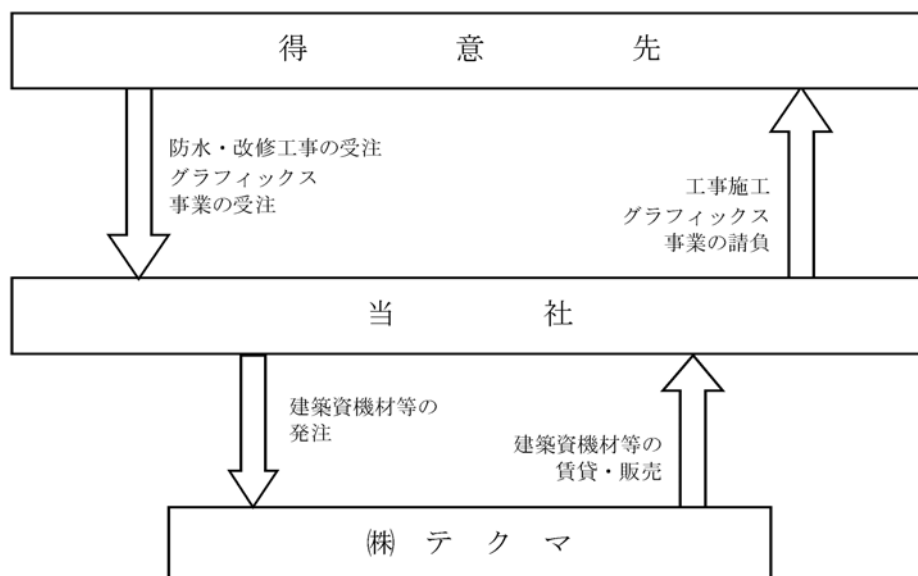 得意先
防水・改修工事の受注
グラフィックス
事業の受注
工事施工
グラフィックス
事業の請負
当社
建築資機材等の
発注
建築資機材等の
賃貸・販売
㈱テクマ